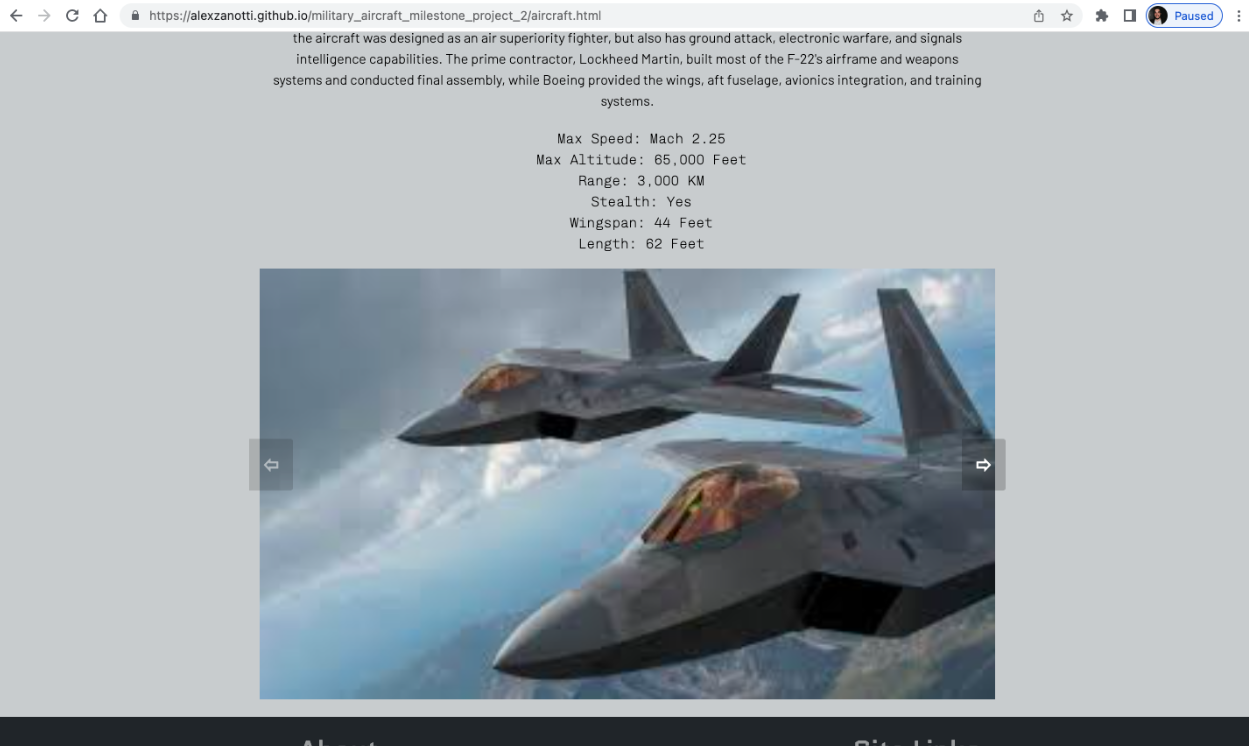 https://alexzanotti.github.io/military_aircraft_milestone_project_2/aircraft.html
Paused
the aircraft was designed as an air superiority fighter, but also has ground attack, electronic warfare, and signals
intelligence capabilities. The prime contractor, Lockheed Martin, built most of the F-22's airframe and weapons
systems and conducted final assembly, while Boeing provided the wings, aft fuselage, avionics integration, and training
systems.
Max Speed: Mach 2.25
Max Altitude: 65,000 Feet
Range: 3,000 KM
Stealth: Yes
Wingspan: 44 Feet
Length: 62 Feet
About
Site Links